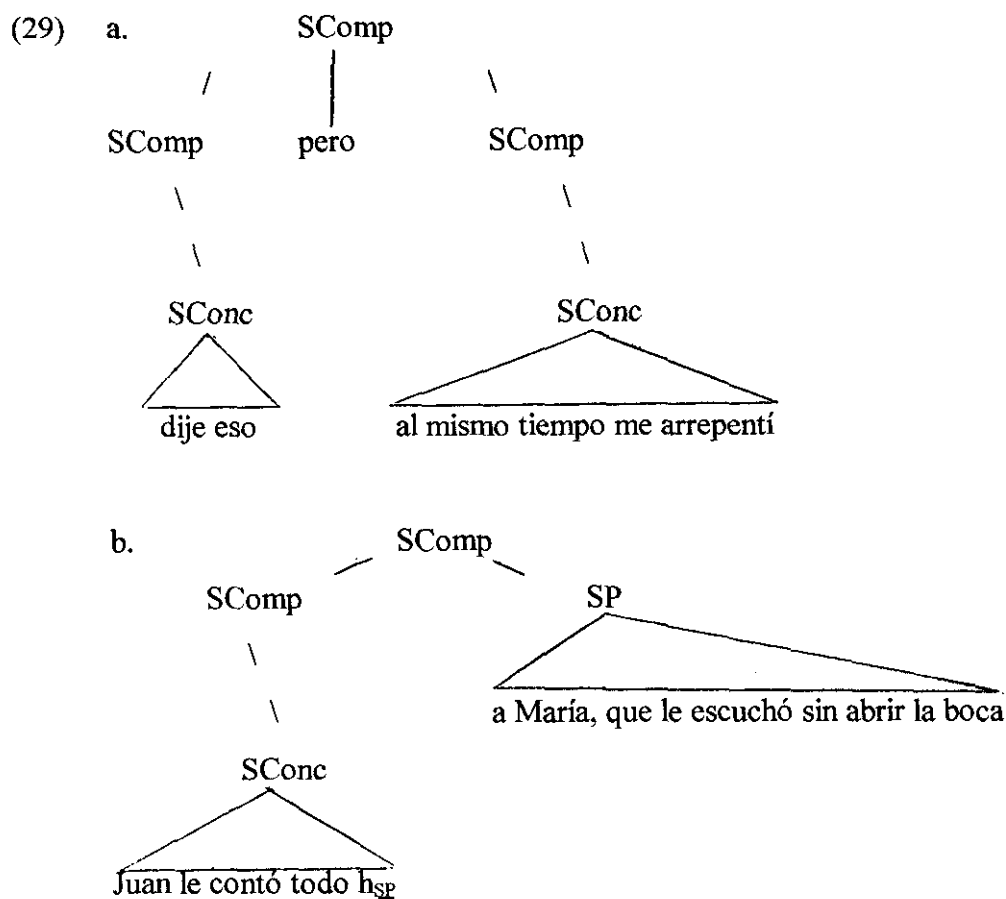 (29) a. SComp
SComp pero SComp
SConc SConc
dije eso al mismo tiempo me arrepentí
b. SComp
SComp SP
a María, que le escuchó sin abrir la boca
SConc
Juan le contó todo hSP